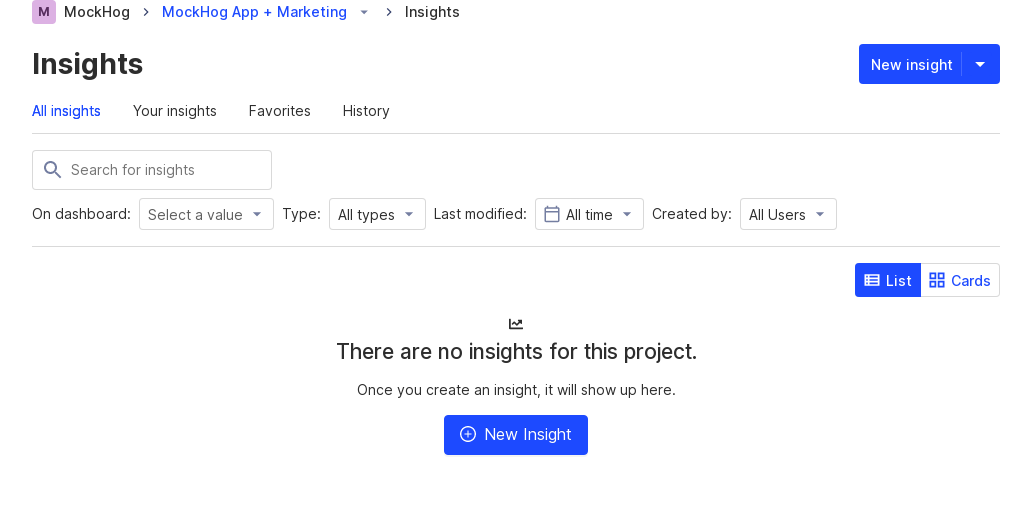 M MockHog MockHog App + Marketing Insights
Insights
New insight
All insights Your insights Favorites History
Search for insights
On dashboard: Select a value Type: All types Last modified: All time Created by: All Users
List Cards
There are no insights for this project.
Once you create an insight, it will show up here.
New Insight